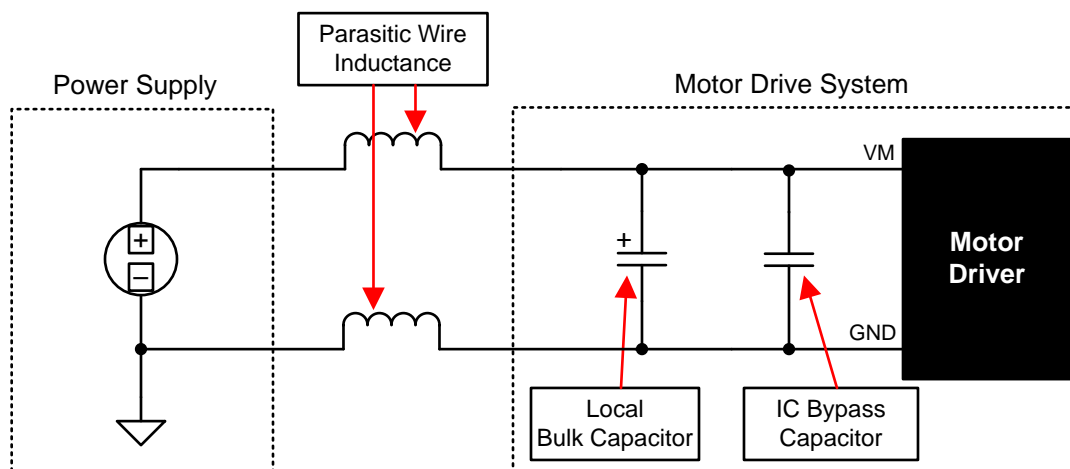 Parasitic Wire
Inductance
Power Supply
Motor Drive System
VM
+
−
+
Motor
Driver
GND
Local
Bulk Capacitor
IC Bypass
Capacitor